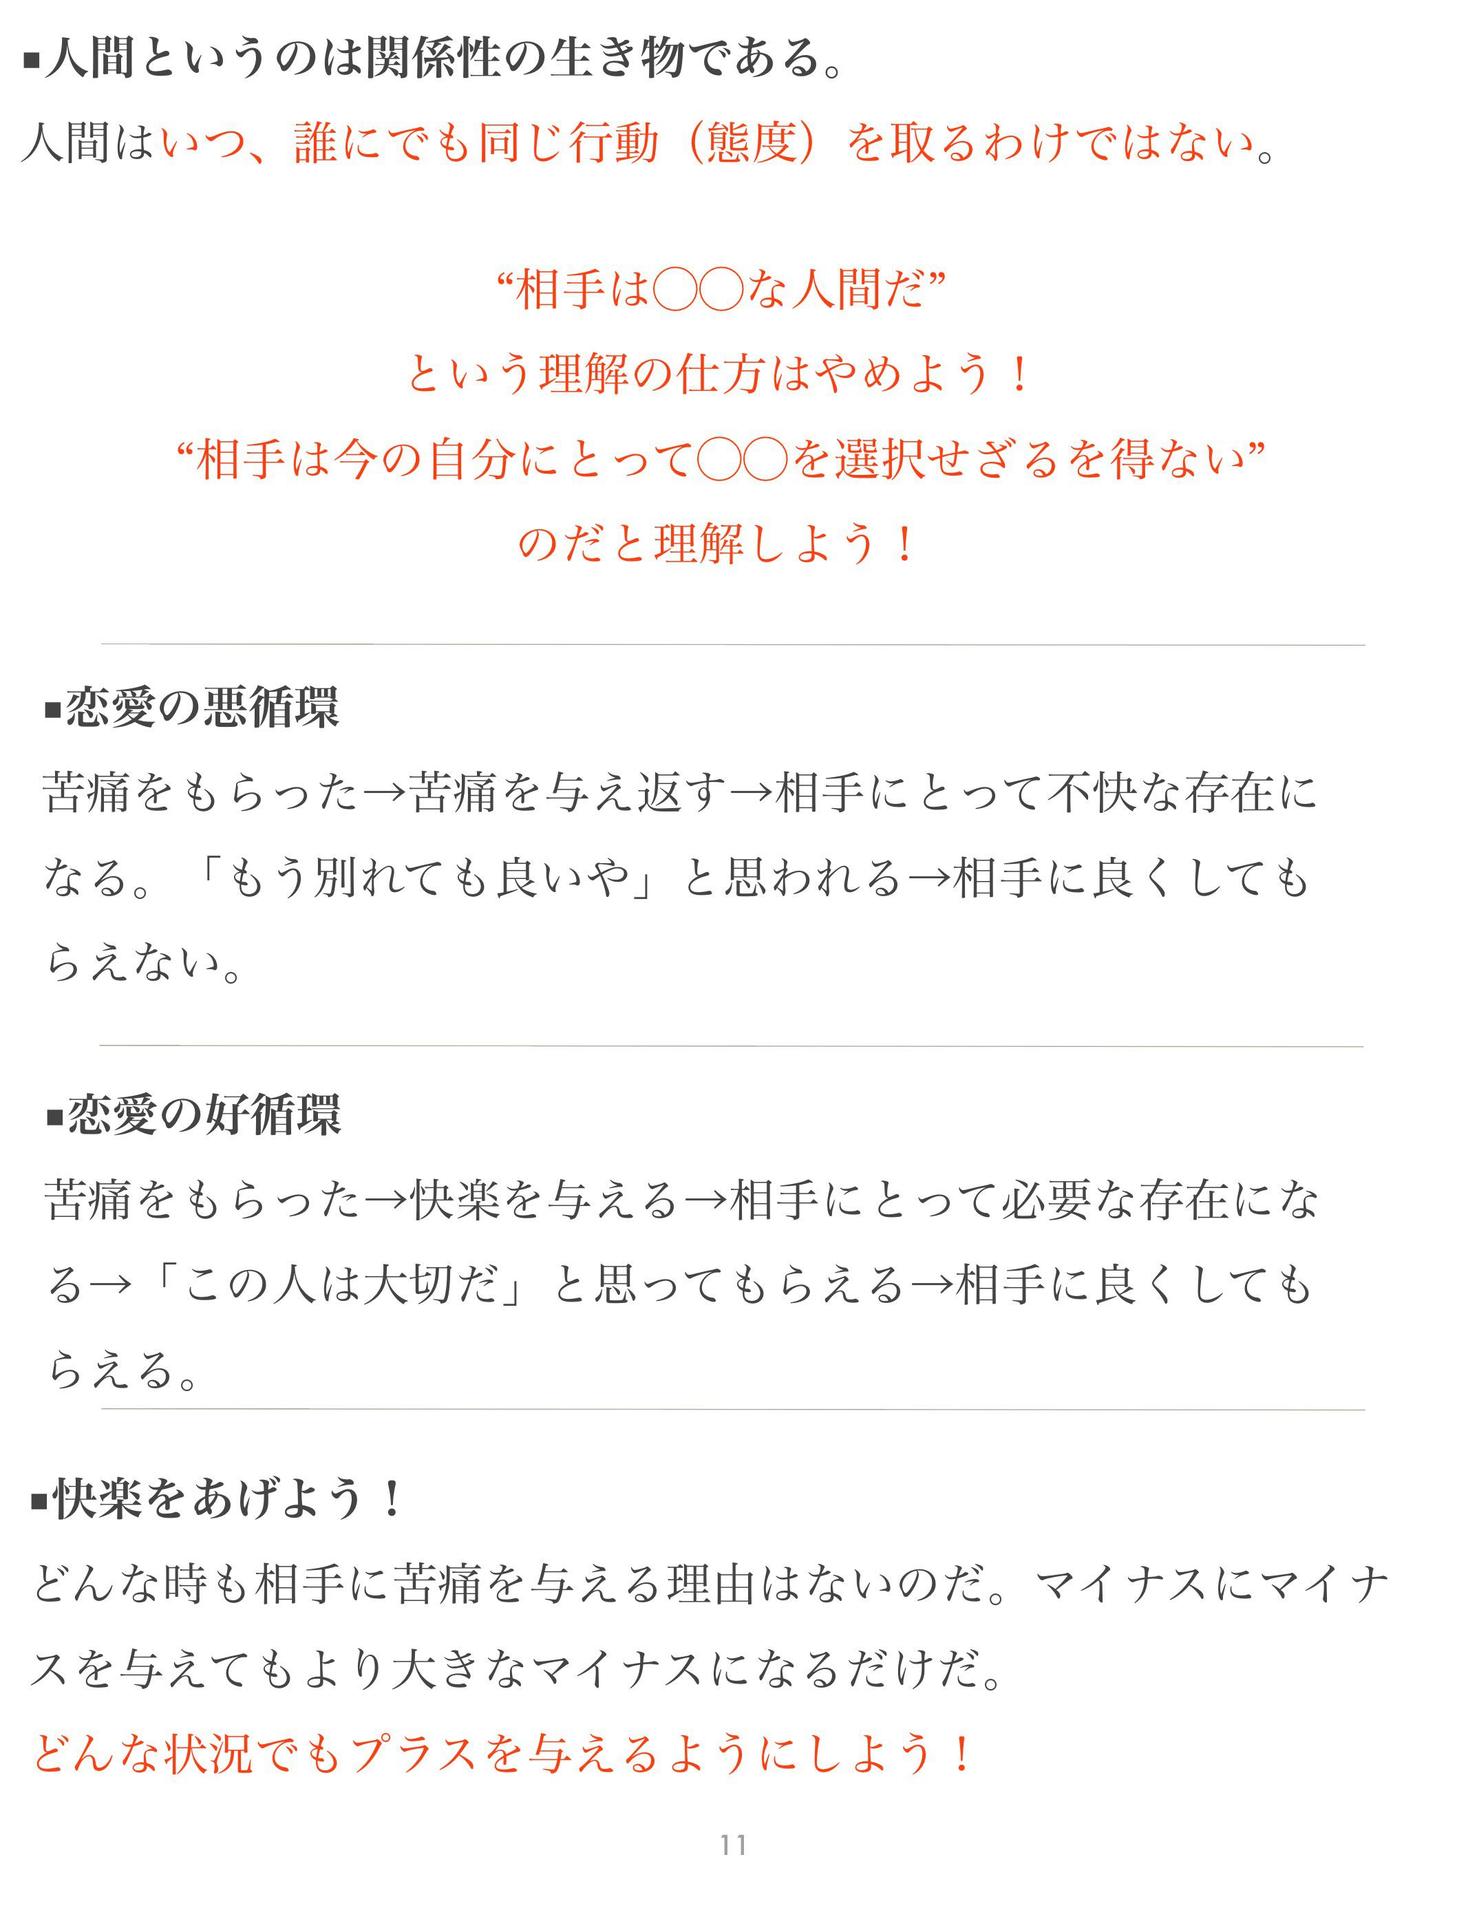 ▪人間というのは関係性の生き物である。
人間はいつ、誰にでも同じ行動（態度）を取るわけではない。
“相手は◯◯な人間だ”
という理解の仕方はやめよう！
“相手は今の自分にとって◯◯を選択せざるを得ない”
のだと理解しよう！
▪恋愛の悪循環
苦痛をもらった→苦痛を与え返す→相手にとって不快な存在に
なる。「もう別れても良いや」と思われる→相手に良くしても
らえない。
▪恋愛の好循環
苦痛をもらった→快楽を与える→相手にとって必要な存在にな
る→「この人は大切だ」と思ってもらえる→相手に良くしても
らえる。
▪快楽をあげよう！
どんな時も相手に苦痛を与える理由はないのだ。マイナスにマイナ
スを与えてもより大きなマイナスになるだけだ。
どんな状況でもプラスを与えるようにしよう！
11